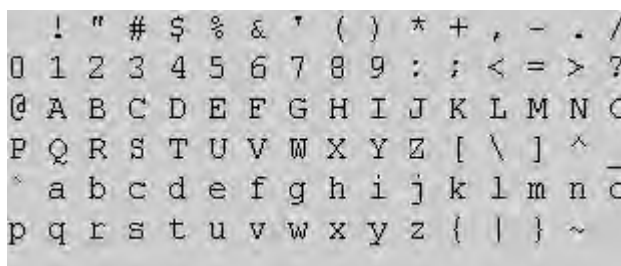 ! " # $ % & ' ( ) * + , - . /
0 1 2 3 4 5 6 7 8 9 : ; < = > ?
@ A B C D E F G H I J K L M N O
P Q R S T U V W X Y Z [ \ ] ^ _
` a b c d e f g h i j k l m n o
p q r s t u v w x y z { | } ~